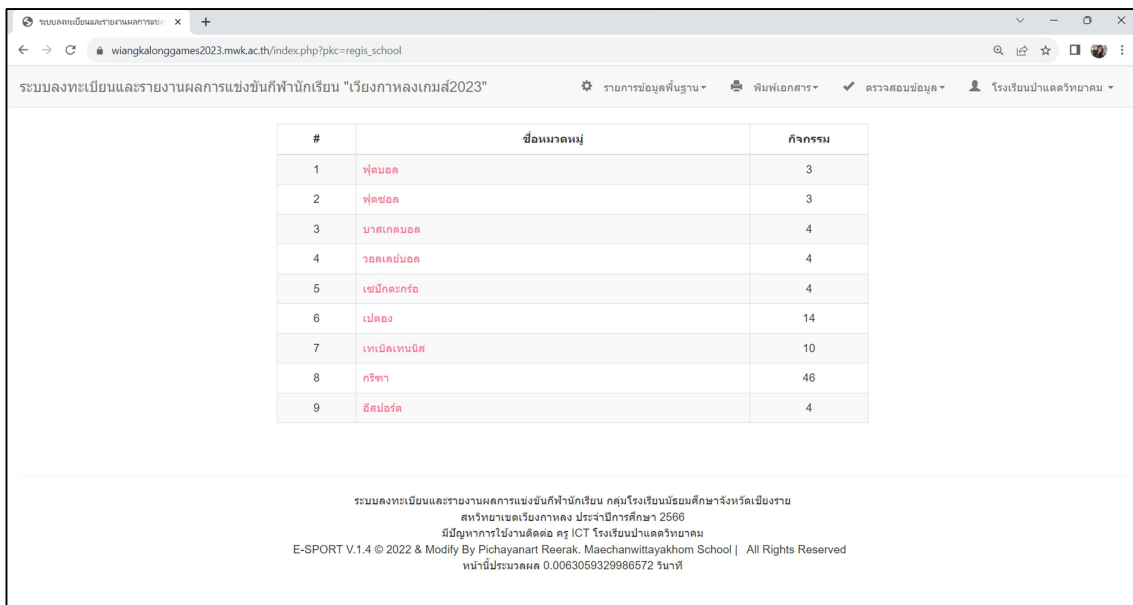 ระบบลงทะเบียนและรายงานผลการแข่ง
wiangkalonggames2023.mwk.ac.th/index.php?pkc=regis_school
ระบบลงทะเบียนและรายงานผลการแข่งขันกีฬานักเรียน "เวียงกาหลงเกมส์2023" รายการข้อมูลพื้นฐาน พิมพ์เอกสาร ตรวจสอบข้อมูล โรงเรียนป่าแดดวิทยาคม
# ชื่อหมวดหมู่ กิจกรรม
1 ฟุตบอล 3
2 ฟุตซอล 3
3 บาสเกตบอล 4
4 วอลเลย์บอล 4
5 เซปักตะกร้อ 4
6 เปตอง 14
7 เทเบิลเทนนิส 10
8 กรีฑา 46
9 อีสปอร์ต 4
ระบบลงทะเบียนและรายงานผลการแข่งขันกีฬานักเรียน กลุ่มโรงเรียนมัธยมศึกษาจังหวัดเชียงราย
สหวิทยาเขตเวียงกาหลง ประจำปีการศึกษา 2566
มีปัญหาการใช้งานติดต่อ ครู ICT โรงเรียนป่าแดดวิทยาคม
E-SPORT V.1.4 © 2022 & Modify By Pichayanart Reerak. Maechanwittayakhom School | All Rights Reserved
หน้านี้ประมวลผล 0.0063059329986572 วินาที